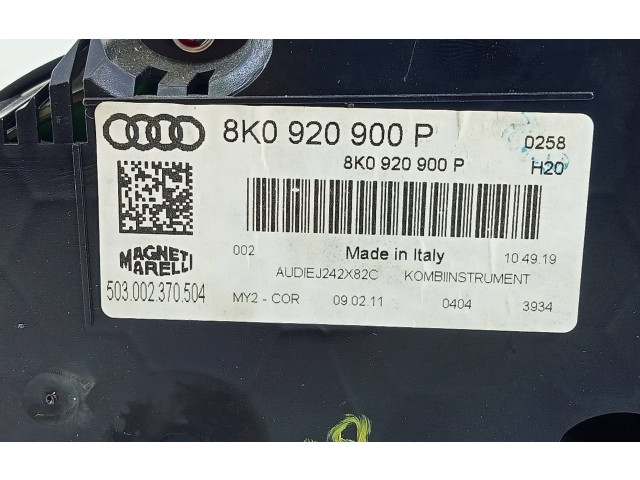 8K0 920 900 P
0258
8K0 920 900 P
H20
MAGNETI
MARELLI
002
Made in Italy
10.49.19
AUDIEJ242X82C KOMBIINSTRUMENT
503.002.370.504
MY2 - COR 09.02.11 0404 3934